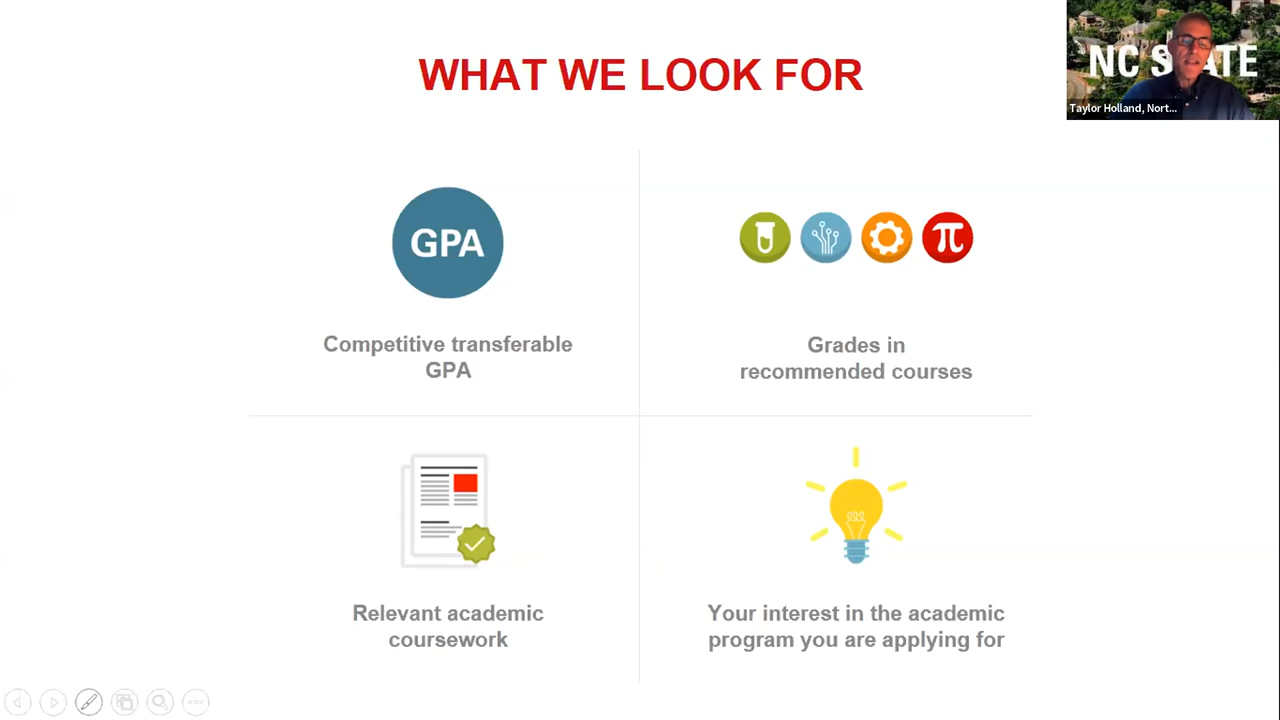 WHAT WE LOOK FOR
NC STATE
Taylor Holland, Nort...
GPA
π
Competitive transferable
GPA
Grades in
recommended courses
Relevant academic
coursework
Your interest in the academic
program you are applying for